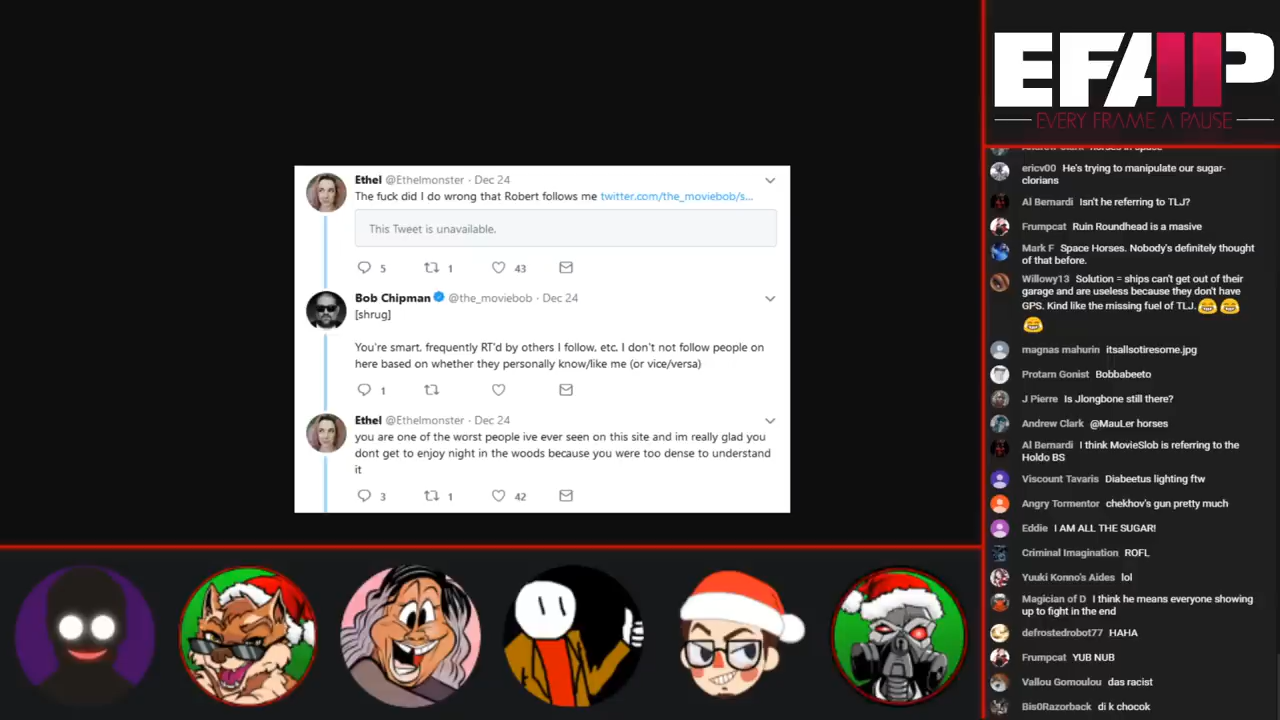 Ethel @Ethelmonster · Dec 24
The fuck did I do wrong that Robert follows me twitter.com/the_moviebob/s...
This Tweet is unavailable.
5 1 43
Bob Chipman @the_moviebob · Dec 24
[shrug]
You're smart, frequently RT'd by others I follow, etc. I don't not follow people on
here based on whether they personally know/like me (or vice/versa)
1
Ethel @Ethelmonster · Dec 24
you are one of the worst people ive ever seen on this site and im really glad you
dont get to enjoy night in the woods because you were too dense to understand
it
3 1 42
EFAP
EVERY FRAME A PAUSE
horses in space
ericv00 He's trying to manipulate our sugar-
clorians
Al Bernardi Isn't he referring to TLJ?
Frumpcat Ruin Roundhead is a masive
Mark F Space Horses. Nobody's definitely thought
of that before.
Willowy13 Solution = ships can't get out of their
garage and are useless because they don't have
GPS. Kind like the missing fuel of TLJ. 😂 😂
😂
magnas mahurin itsallsotiresome.jpg
Protam Gonist Bobbabeeto
J Pierre Is Jlongbone still there?
Andrew Clark @MauLer horses
Al Bernardi I think MovieSlob is referring to the
Holdo BS
Viscount Tavaris Diabeetus lighting ftw
Angry Tormentor chekhov's gun pretty much
Eddie I AM ALL THE SUGAR!
Criminal Imagination ROFL
Yuuki Konno's Aides lol
Magician of D I think he means everyone showing
up to fight in the end
defrostedrobot77 HAHA
Frumpcat YUB NUB
Vallou Gomoulou das racist
Bis0Razorback di k chocok